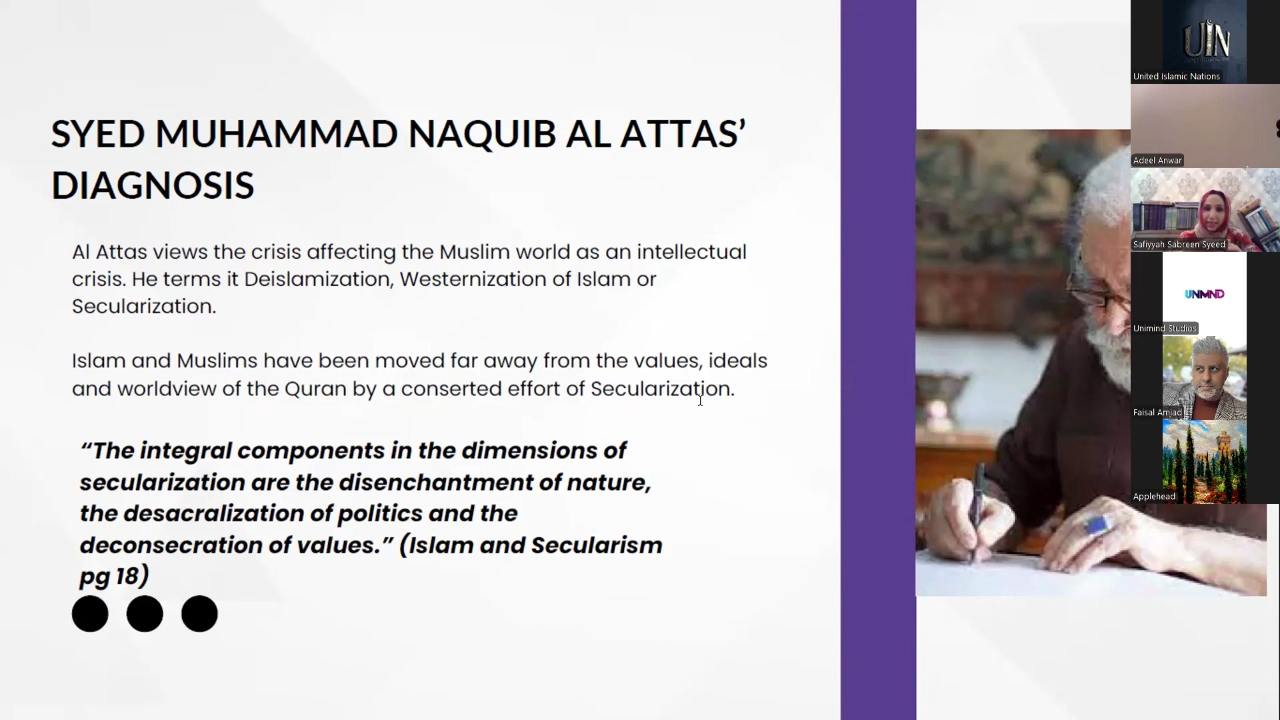 SYED MUHAMMAD NAQUIB AL ATTAS’
DIAGNOSIS
Al Attas views the crisis affecting the Muslim world as an intellectual
crisis. He terms it Deislamization, Westernization of Islam or
Secularization.
Islam and Muslims have been moved far away from the values, ideals
and worldview of the Quran by a conserted effort of Secularization.
“The integral components in the dimensions of
secularization are the disenchantment of nature,
the desacralization of politics and the
deconsecration of values.” (Islam and Secularism
pg 18)
UIN
United Islamic Nations
Adeel Anwar
Safiyyah Sabreen Syeed
UNMND
Unimind Studios
Faisal Amjad
Applehead